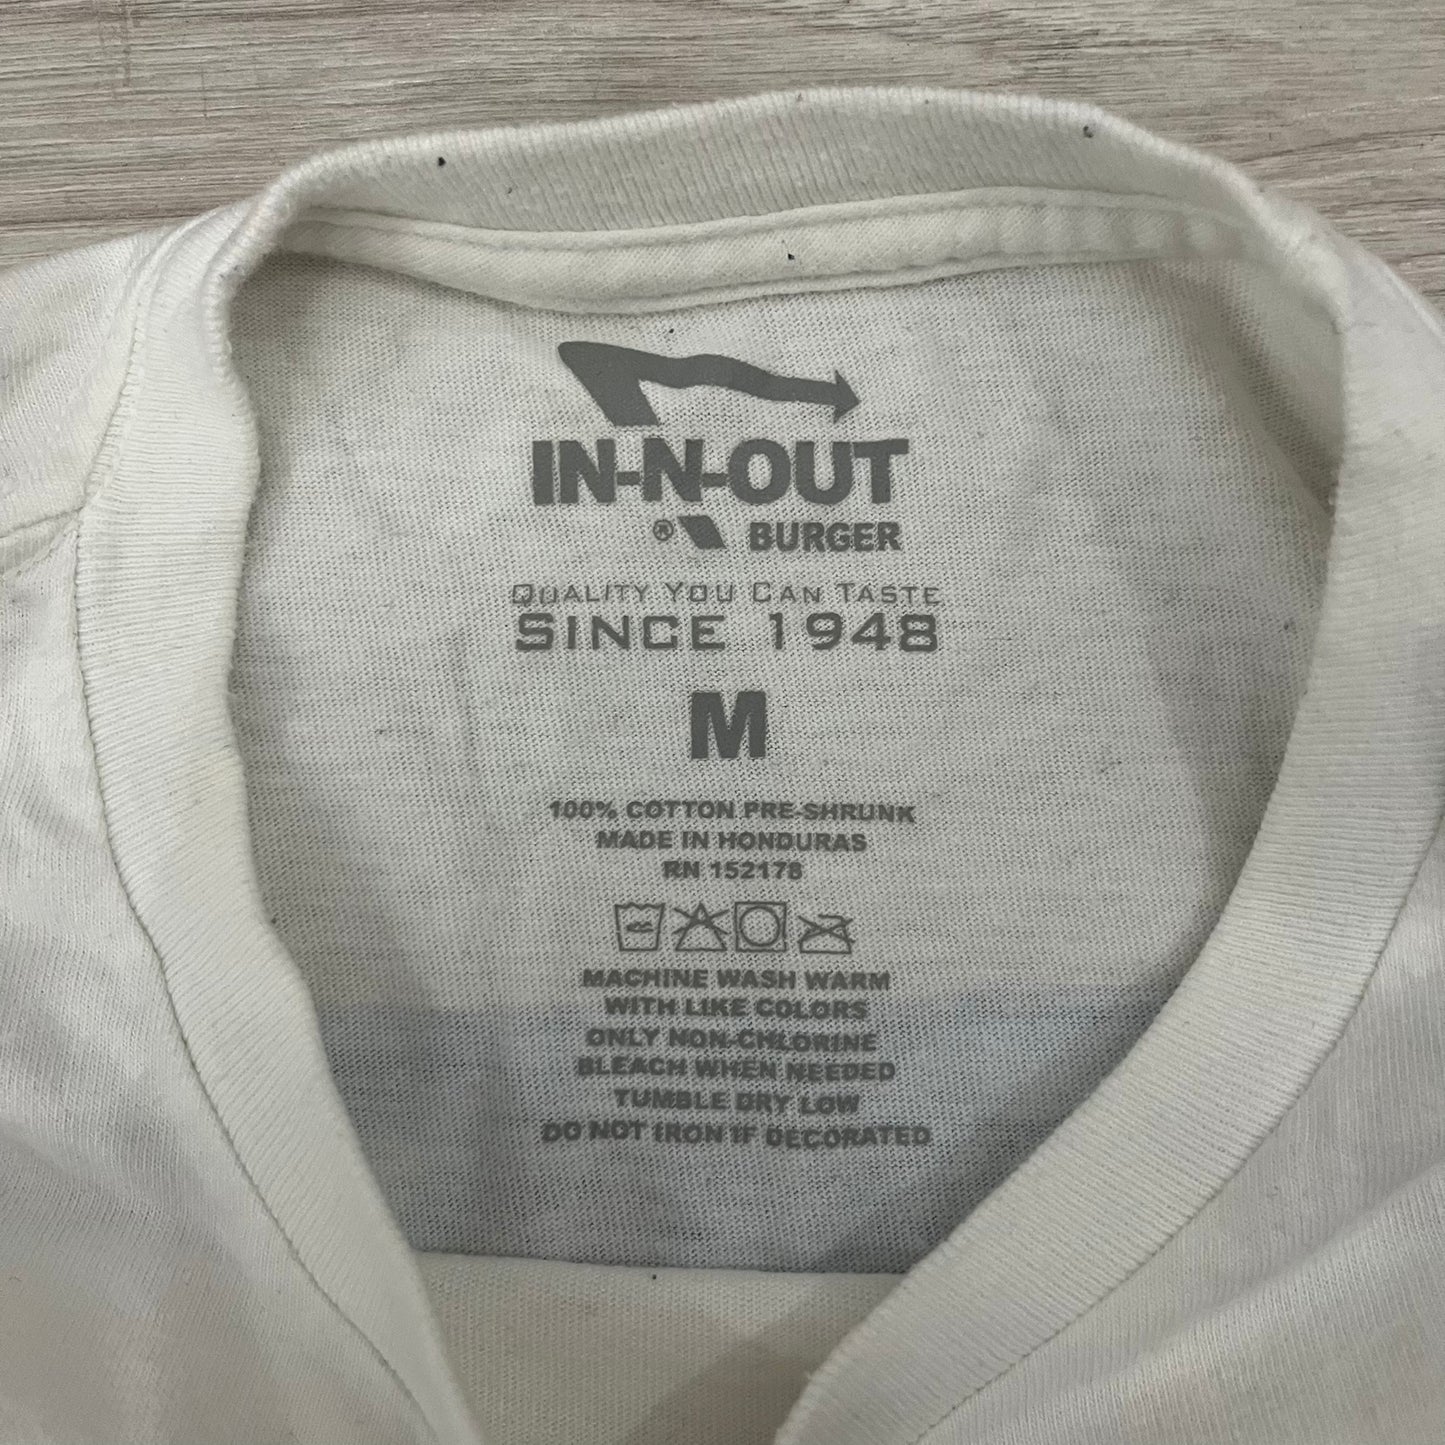 IN-N-OUT
® BURGER
QUALITY YOU CAN TASTE
SINCE 1948
M
100% COTTON PRE-SHRUNK
MADE IN HONDURAS
RN 152178
MACHINE WASH WARM
WITH LIKE COLORS
ONLY NON-CHLORINE
BLEACH WHEN NEEDED
TUMBLE DRY LOW
DO NOT IRON IF DECORATED